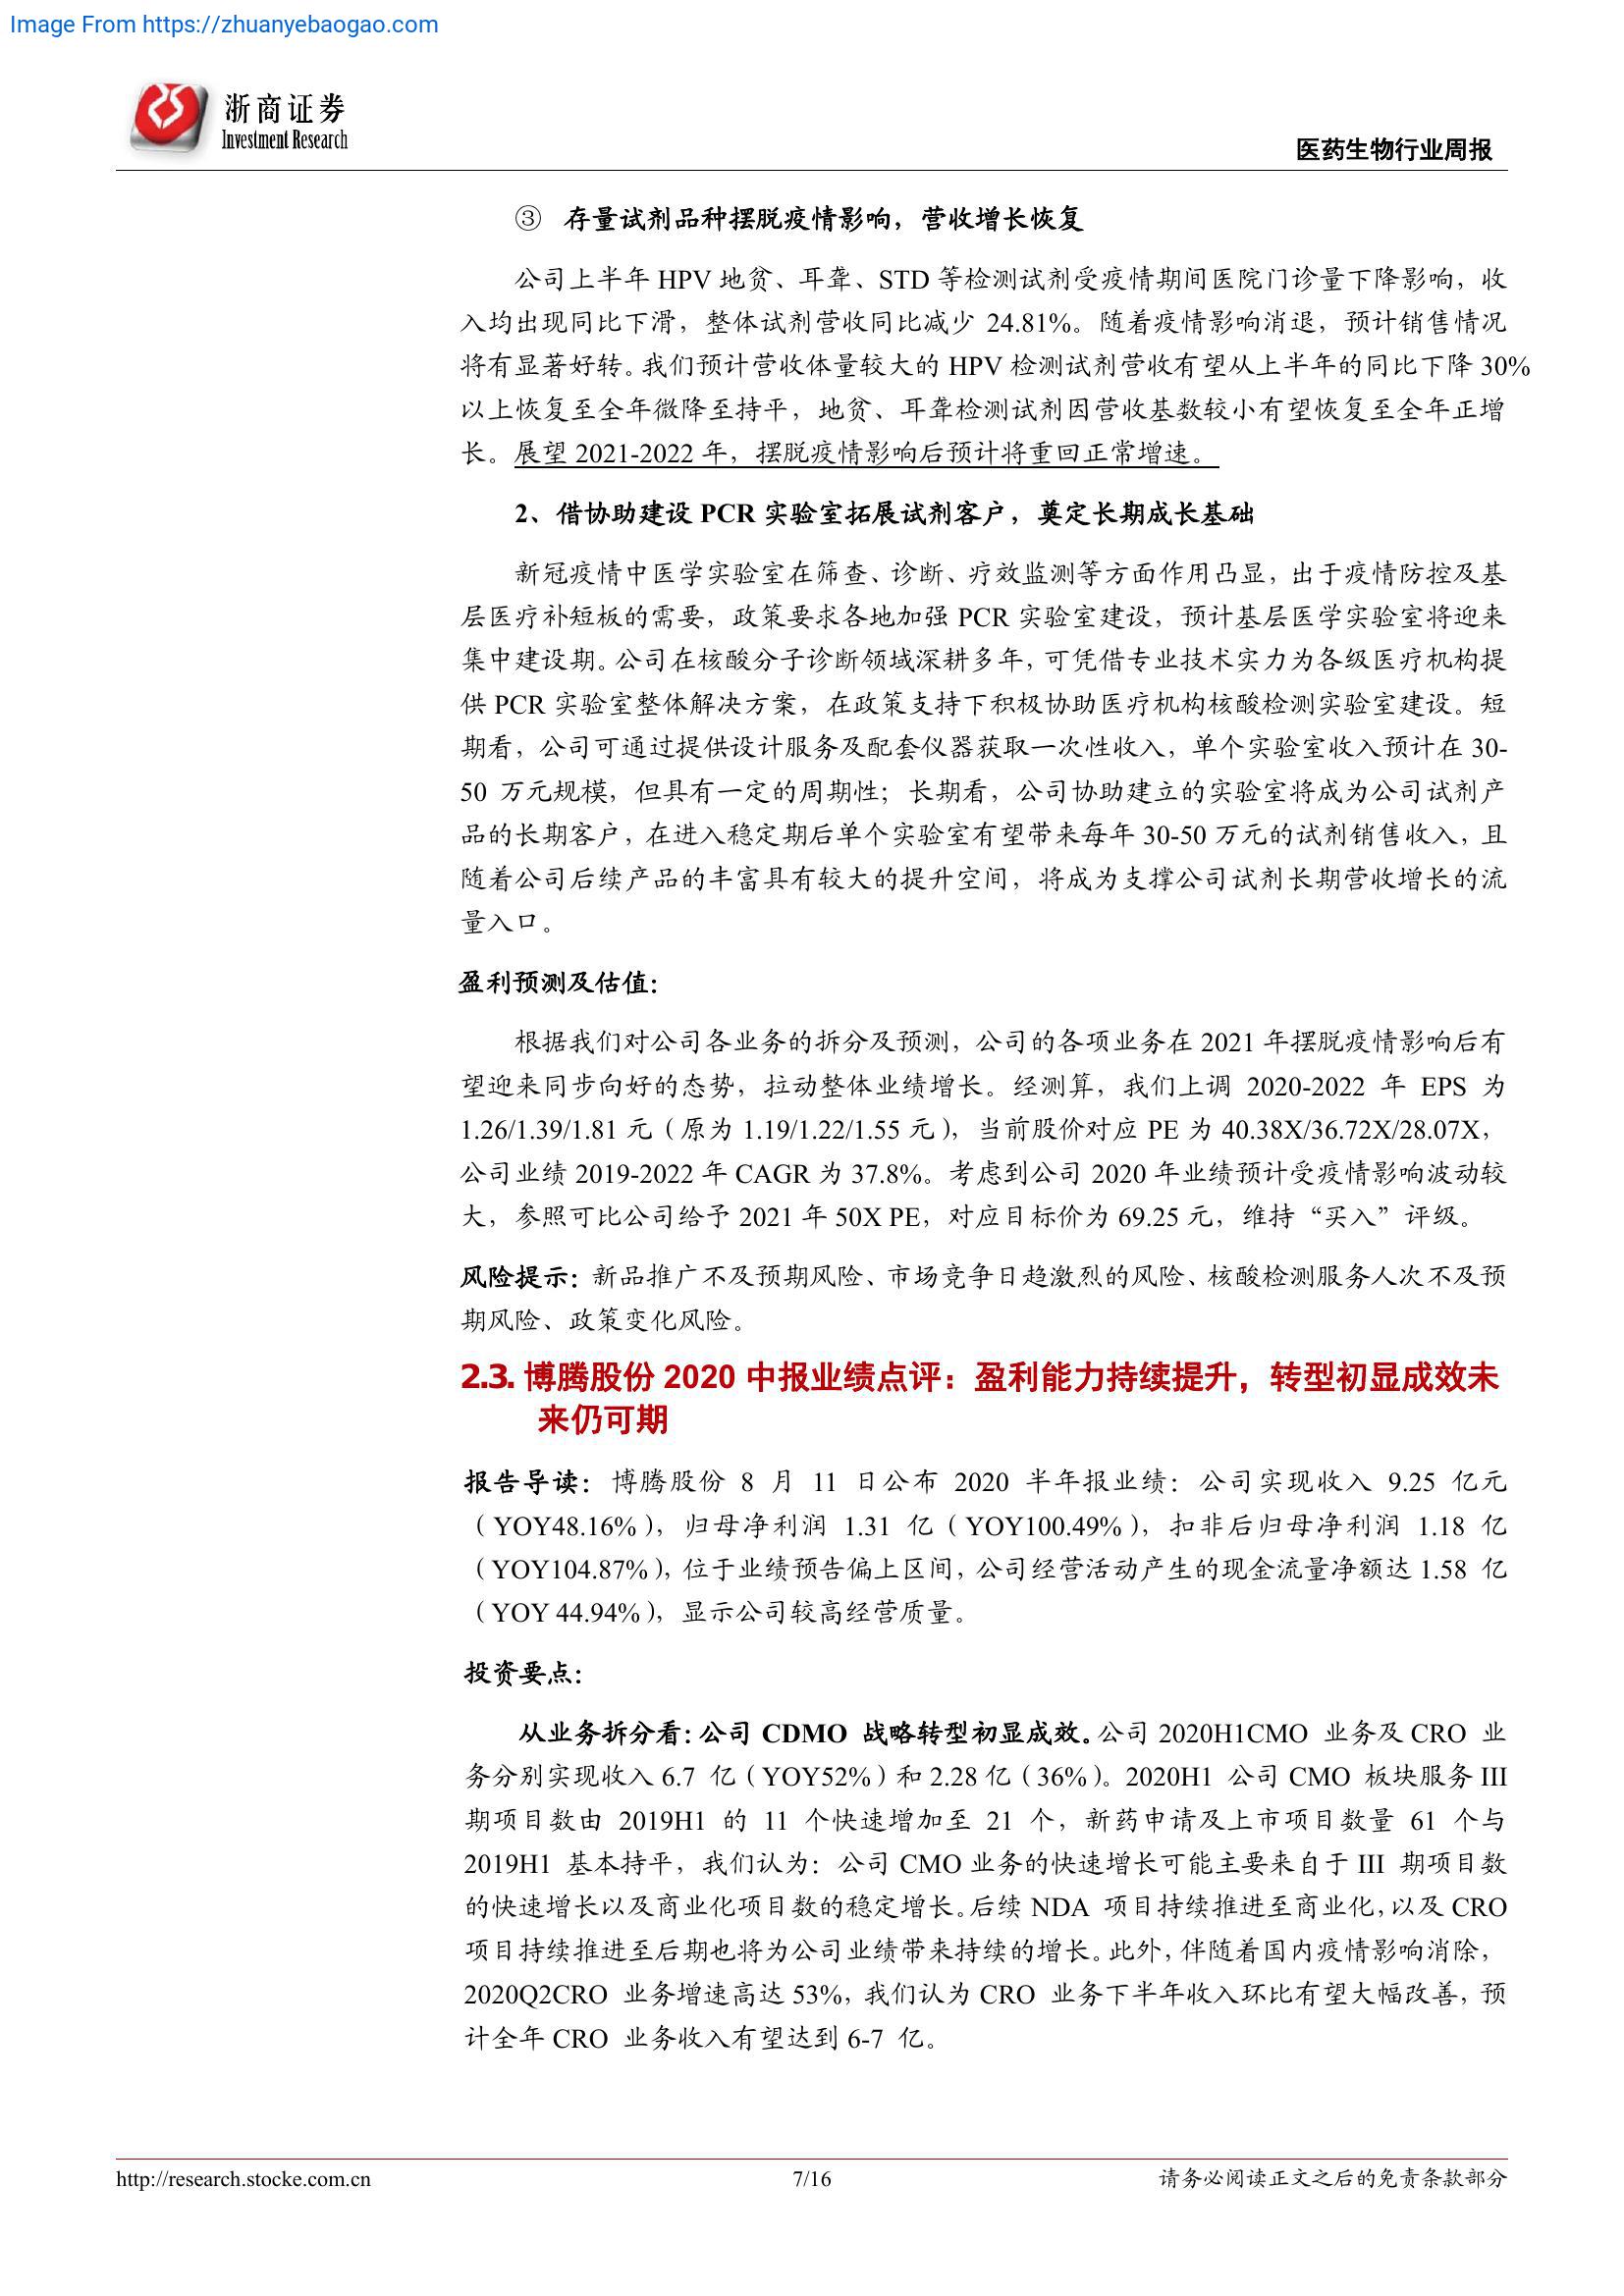 Image From https://zhuanyebaogao.com
浙商证券
Investment Research
医药生物行业周报
③ 存量试剂品种摆脱疫情影响，营收增长恢复
公司上半年 HPV 地贫、耳聋、STD 等检测试剂受疫情期间医院门诊量下降影响，收
入均出现同比下滑，整体试剂营收同比减少 24.81%。随着疫情影响消退，预计销售情况
将有显著好转。我们预计营收体量较大的 HPV 检测试剂营收有望从上半年的同比下降 30%
以上恢复至全年微降至持平，地贫、耳聋检测试剂因营收基数较小有望恢复至全年正增
长。展望 2021-2022 年，摆脱疫情影响后预计将重回正常增速。
2、借协助建设 PCR 实验室拓展试剂客户，奠定长期成长基础
新冠疫情中医学实验室在筛查、诊断、疗效监测等方面作用凸显，出于疫情防控及基
层医疗补短板的需要，政策要求各地加强 PCR 实验室建设，预计基层医学实验室将迎来
集中建设期。公司在核酸分子诊断领域深耕多年，可凭借专业技术实力为各级医疗机构提
供 PCR 实验室整体解决方案，在政策支持下积极协助医疗机构核酸检测实验室建设。短
期看，公司可通过提供设计服务及配套仪器获取一次性收入，单个实验室收入预计在 30-
50 万元规模，但具有一定的周期性；长期看，公司协助建立的实验室将成为公司试剂产
品的长期客户，在进入稳定期后单个实验室有望带来每年 30-50 万元的试剂销售收入，且
随着公司后续产品的丰富具有较大的提升空间，将成为支撑公司试剂长期营收增长的流
量入口。
盈利预测及估值：
根据我们对公司各业务的拆分及预测，公司的各项业务在 2021 年摆脱疫情影响后有
望迎来同步向好的态势，拉动整体业绩增长。经测算，我们上调 2020-2022 年 EPS 为
1.26/1.39/1.81 元（原为 1.19/1.22/1.55 元），当前股价对应 PE 为 40.38X/36.72X/28.07X，
公司业绩 2019-2022 年 CAGR 为 37.8%。考虑到公司 2020 年业绩预计受疫情影响波动较
大，参照可比公司给予 2021 年 50X PE，对应目标价为 69.25 元，维持“买入”评级。
风险提示：新品推广不及预期风险、市场竞争日趋激烈的风险、核酸检测服务人次不及预
期风险、政策变化风险。
2.3. 博腾股份 2020 中报业绩点评：盈利能力持续提升，转型初显成效未
来仍可期
报告导读：博腾股份 8 月 11 日公布 2020 半年报业绩：公司实现收入 9.25 亿元
（YOY48.16%），归母净利润 1.31 亿（YOY100.49%），扣非后归母净利润 1.18 亿
（YOY104.87%），位于业绩预告偏上区间，公司经营活动产生的现金流量净额达 1.58 亿
（YOY 44.94%），显示公司较高经营质量。
投资要点：
从业务拆分看：公司 CDMO 战略转型初显成效。公司 2020H1CMO 业务及 CRO 业
务分别实现收入 6.7 亿（YOY52%）和 2.28 亿（36%）。2020H1 公司 CMO 板块服务 III
期项目数由 2019H1 的 11 个快速增加至 21 个，新药申请及上市项目数量 61 个与
2019H1 基本持平，我们认为：公司 CMO 业务的快速增长可能主要来自于 III 期项目数
的快速增长以及商业化项目数的稳定增长。后续 NDA 项目持续推进至商业化，以及 CRO
项目持续推进至后期也将为公司业绩带来持续的增长。此外，伴随着国内疫情影响消除，
2020Q2CRO 业务增速高达 53%，我们认为 CRO 业务下半年收入环比有望大幅改善，预
计全年 CRO 业务收入有望达到 6-7 亿。
http://research.stocke.com.cn
7/16
请务必阅读正文之后的免责条款部分